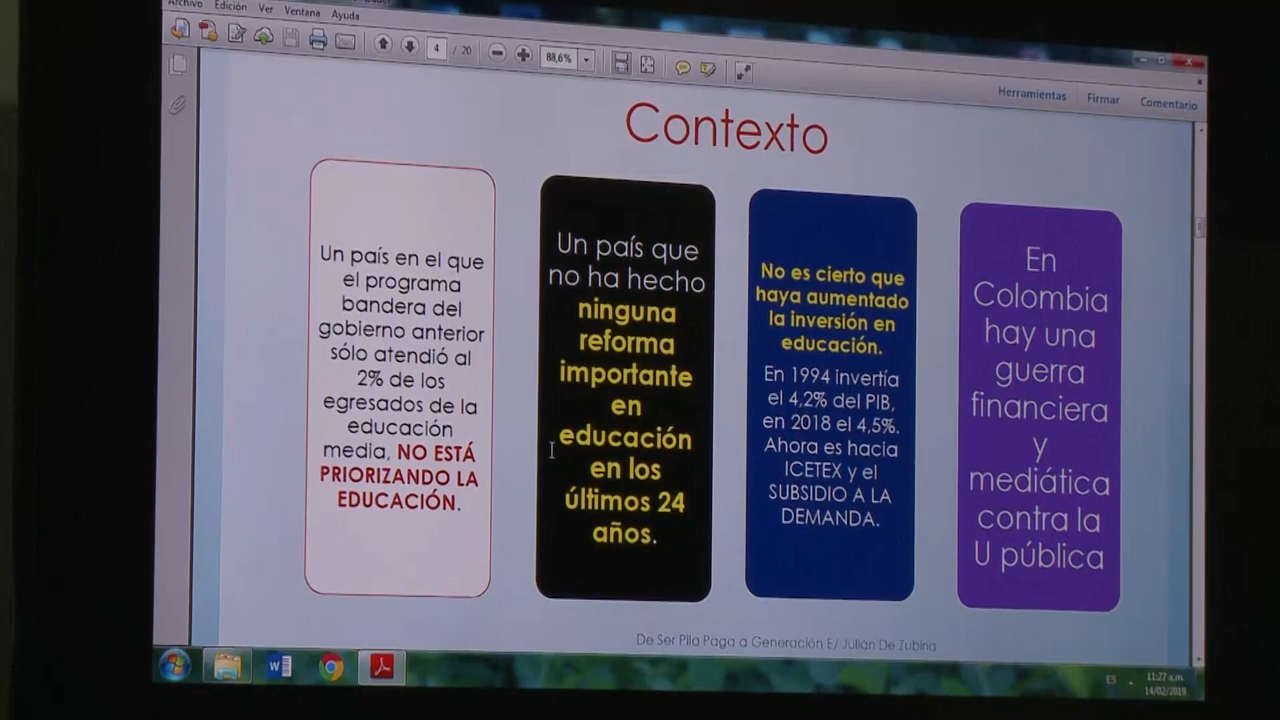 Archivo Edición Ver Ventana Ayuda
4 / 20
88,6%
Herramientas Firmar Comentario
Contexto
Un país en el que
el programa
bandera del
gobierno anterior
sólo atendió al
2% de los
egresados de la
educación
media, NO ESTÁ
PRIORIZANDO LA
EDUCACIÓN.
Un país que
no ha hecho
ninguna
reforma
importante
en
educación
en los
últimos 24
años.
No es cierto que
haya aumentado
la inversión en
educación.
En 1994 invertía
el 4,2% del PIB,
en 2018 el 4,5%.
Ahora es hacia
ICETEX y el
SUBSIDIO A LA
DEMANDA.
En
Colombia
hay una
guerra
financiera
y
mediática
contra la
U pública
De Ser Pilo Paga a Generación E/ Julián De Zubiría
ES
11:27 a.m.
14/02/2019